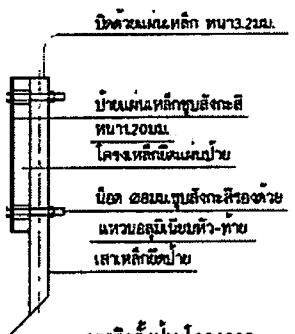 ปิดด้วยแผ่นเหล็ก หนา3.2มม.
ป้ายแผ่นเหล็กชุบสังกะสี
หนา1.20มม.
โครงเหล็กยึดแผ่นป้าย
น๊อต Ø8มม.ชุบสังกะสีรองด้วย
แหวนอลูมิเนียมหัว-ท้าย
เสาเหล็กยึดป้าย